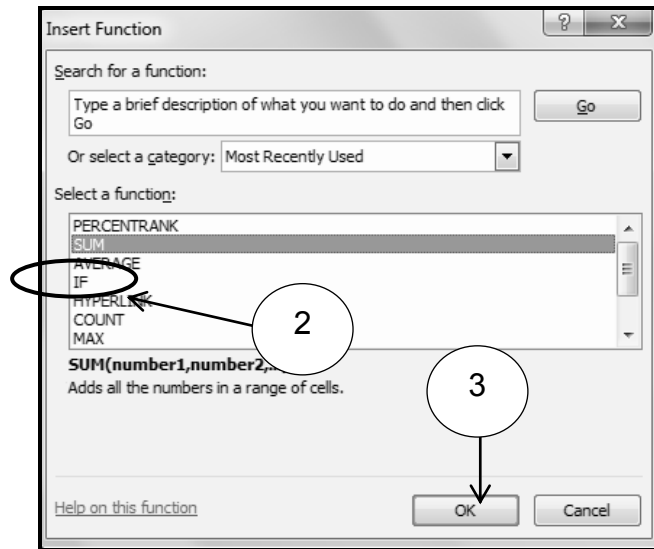 Insert Function
?
X
Search for a function:
Type a brief description of what you want to do and then click
Go
Go
Or select a category: Most Recently Used
Select a function:
PERCENTRANK
SUM
AVERAGE
IF
HYPERLINK
COUNT
MAX
2
SUM(number1,number2,...
Adds all the numbers in a range of cells.
3
Help on this function
OK
Cancel